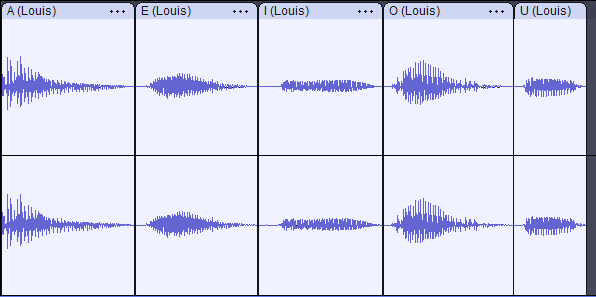 A (Louis) ...
E (Louis) ...
I (Louis) ...
O (Louis) ...
U (Louis)